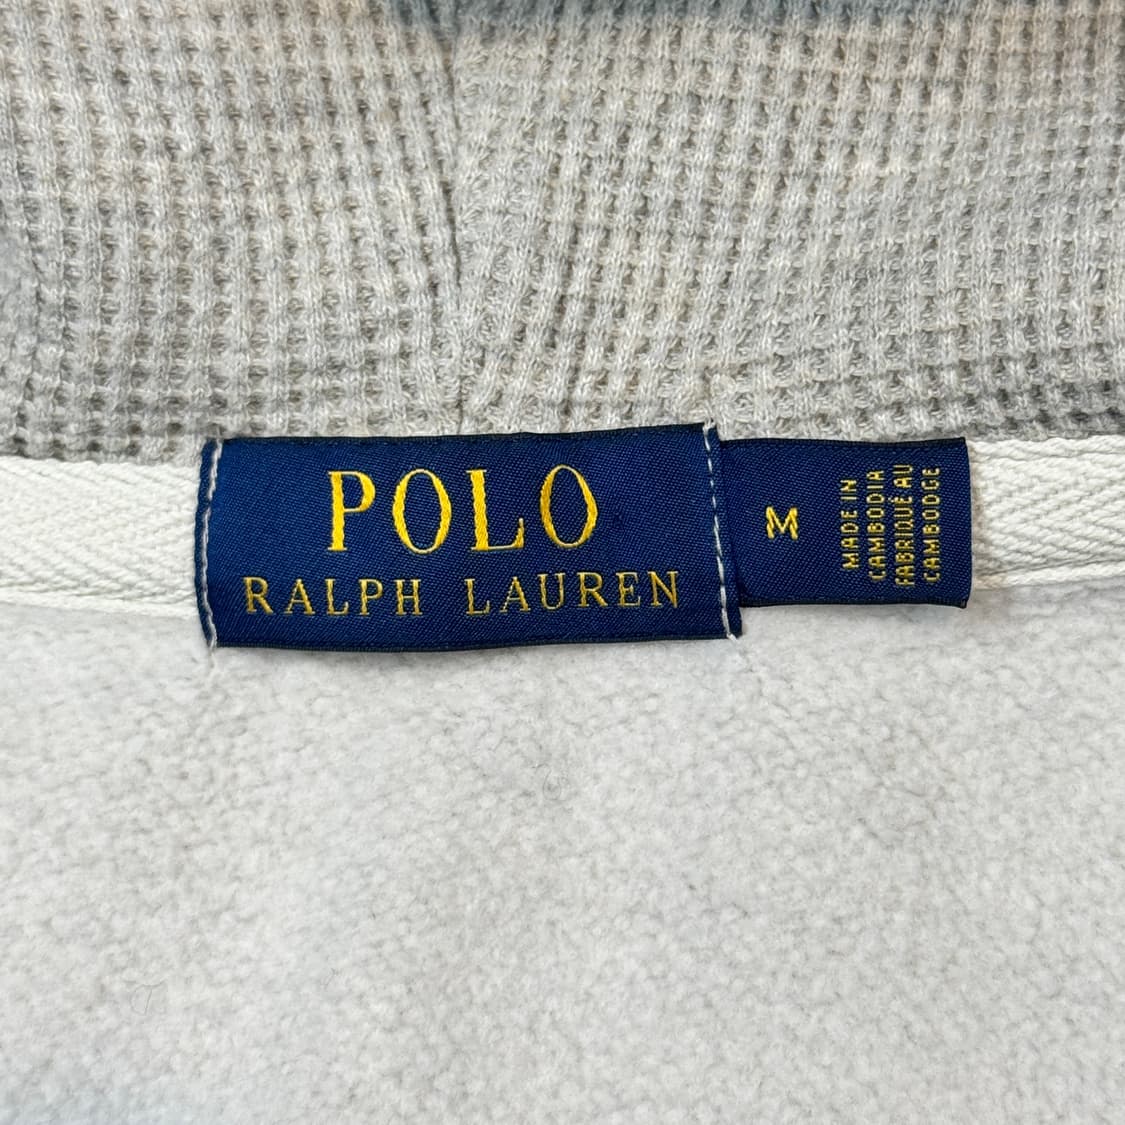 POLO
RALPH LAUREN
M
MADE IN
CAMBODIA
FABRIQUÉ AU
CAMBODGE